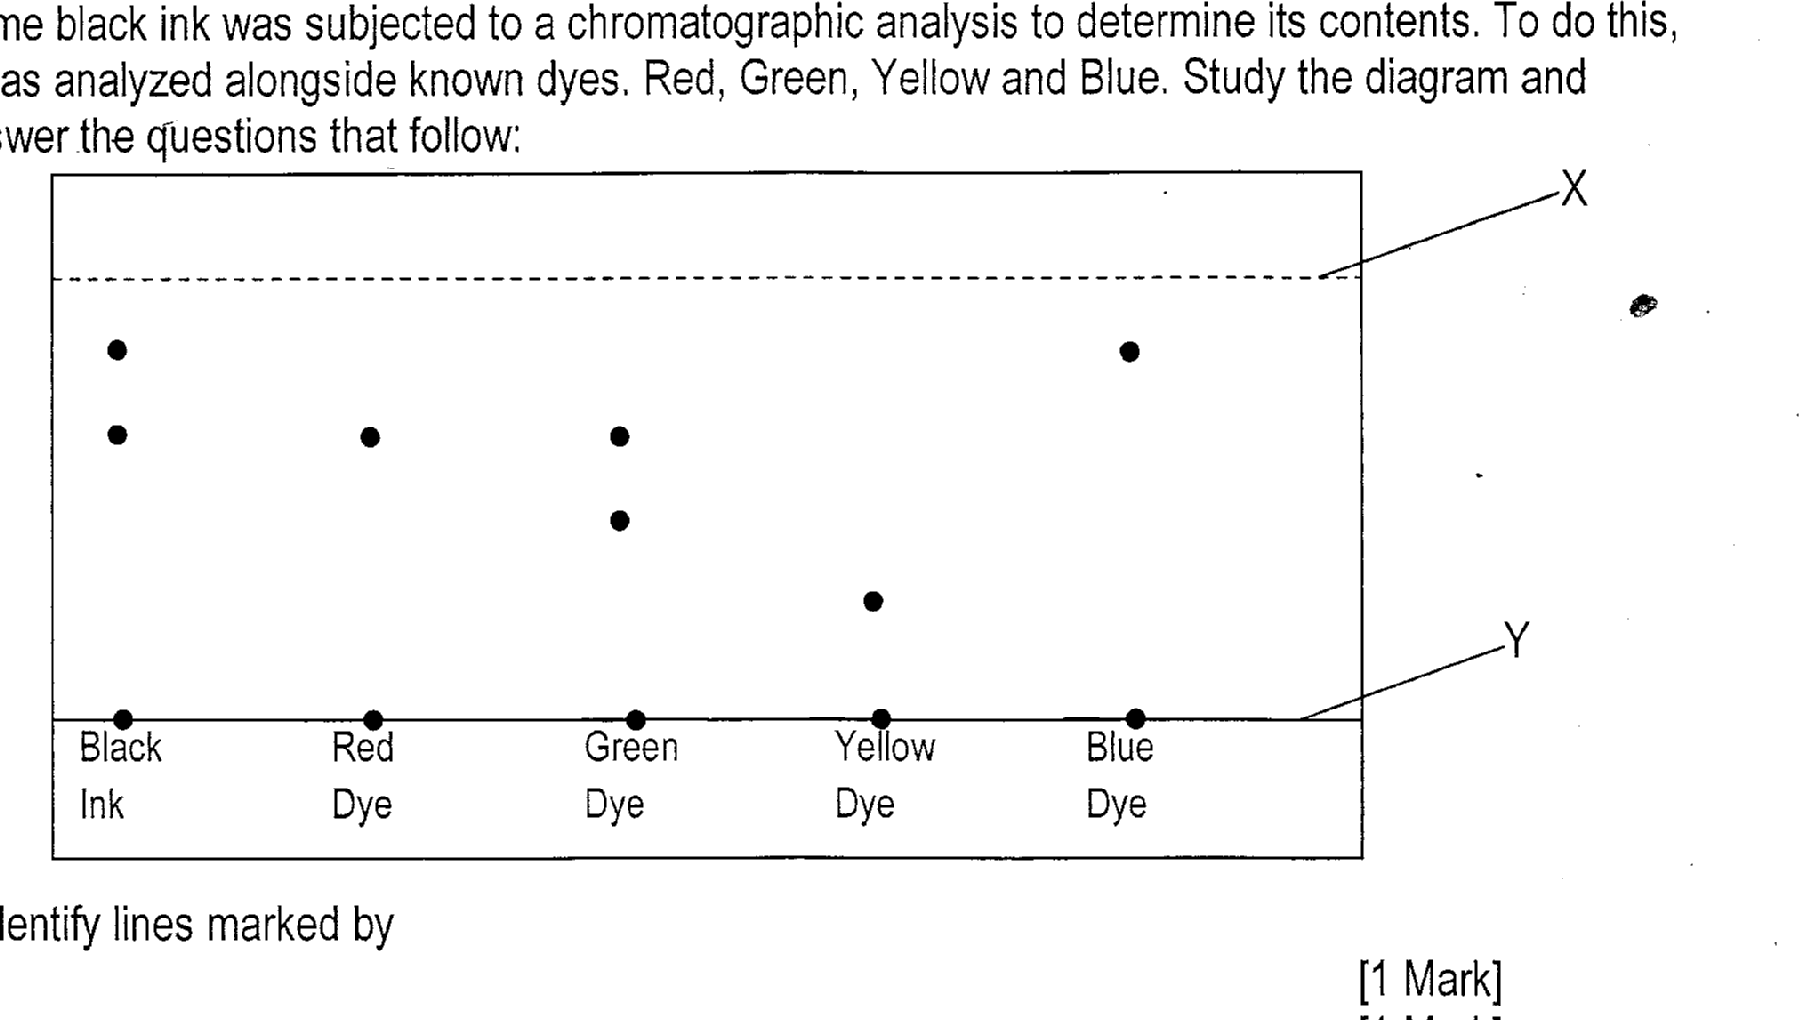 me black ink was subjected to a chromatographic analysis to determine its contents. To do this,
as analyzed alongside known dyes. Red, Green, Yellow and Blue. Study the diagram and
swer the questions that follow:
X
Y
Black Red Green Yellow Blue
Ink Dye Dye Dye Dye
lentify lines marked by
[1 Mark]